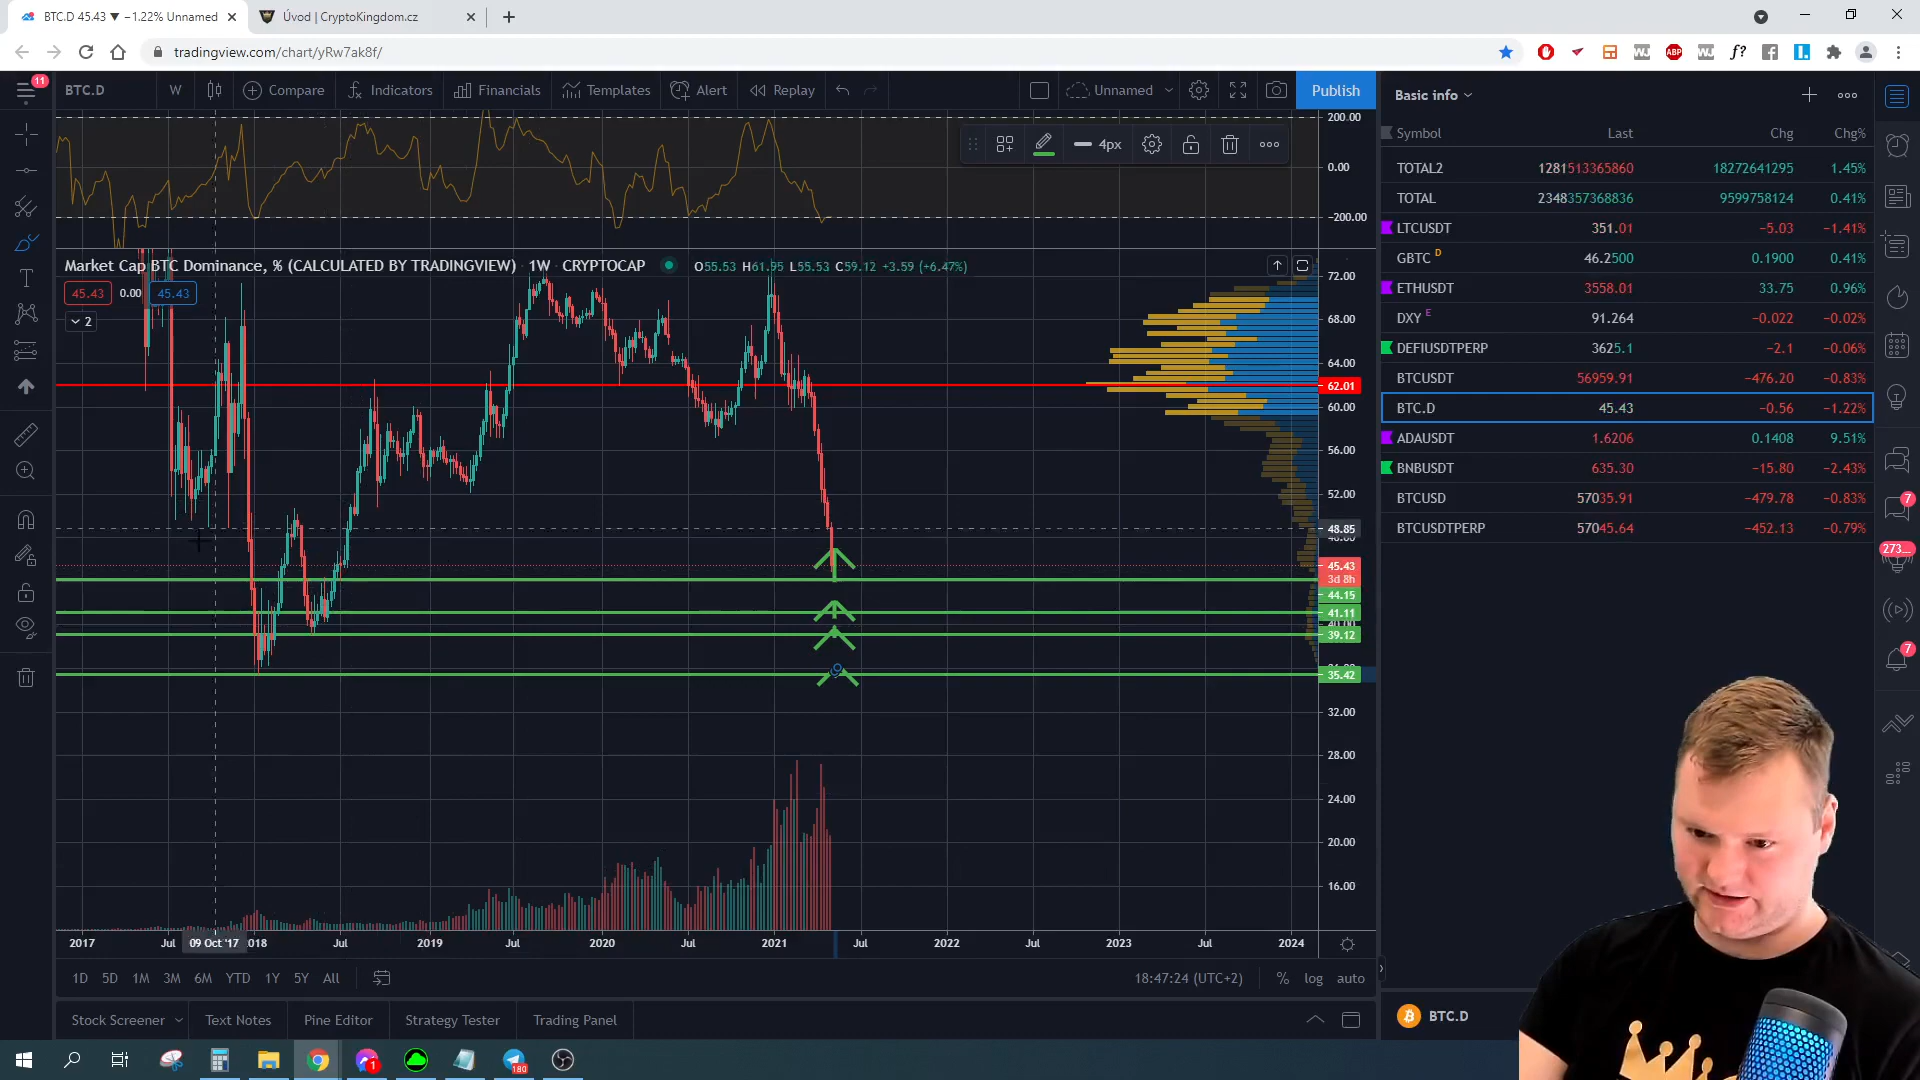 BTC.D 45.43 ▼ −1.22% Unnamed
Úvod | CryptoKingdom.cz
tradingview.com/chart/yRw7ak8f/
11
BTC.D
W
Compare
Indicators
Financials
Templates
Alert
Replay
Unnamed
Publish
4px
200.00
0.00
−200.00
Market Cap BTC Dominance, % (CALCULATED BY TRADINGVIEW) · 1W · CRYPTOCAP
O55.53 H61.95 L55.53 C59.12 +3.59 (+6.47%)
45.43 0.00 45.43
2
72.00
68.00
64.00
62.01
60.00
56.00
52.00
48.85
48.00
45.43
3d 8h
44.15
41.11
40.00
39.12
35.42
32.00
28.00
24.00
20.00
16.00
2017 Jul 09 Oct '17 2018 Jul 2019 Jul 2020 Jul 2021 Jul 2022 Jul 2023 Jul 2024
1D 5D 1M 3M 6M YTD 1Y 5Y All
18:47:24 (UTC+2)
% log auto
Stock Screener
Text Notes
Pine Editor
Strategy Tester
Trading Panel
Basic info
Symbol Last Chg Chg%
TOTAL2 1281513365860 18272641295 1.45%
TOTAL 2348357368836 9599758124 0.41%
LTCUSDT 351.01 −5.03 −1.41%
GBTC D 46.2500 0.1900 0.41%
ETHUSDT 3558.01 33.75 0.96%
DXY E 91.264 −0.022 −0.02%
DEFIUSDTPERP 3625.1 −2.1 −0.06%
BTCUSDT 56959.91 −476.20 −0.83%
BTC.D 45.43 −0.56 −1.22%
ADAUSDT 1.6206 0.1408 9.51%
BNBUSDT 635.30 −15.80 −2.43%
BTCUSD 57035.91 −479.78 −0.83%
BTCUSDTPERP 57045.64 −452.13 −0.79%
7
273
7
BTC.D
1
180